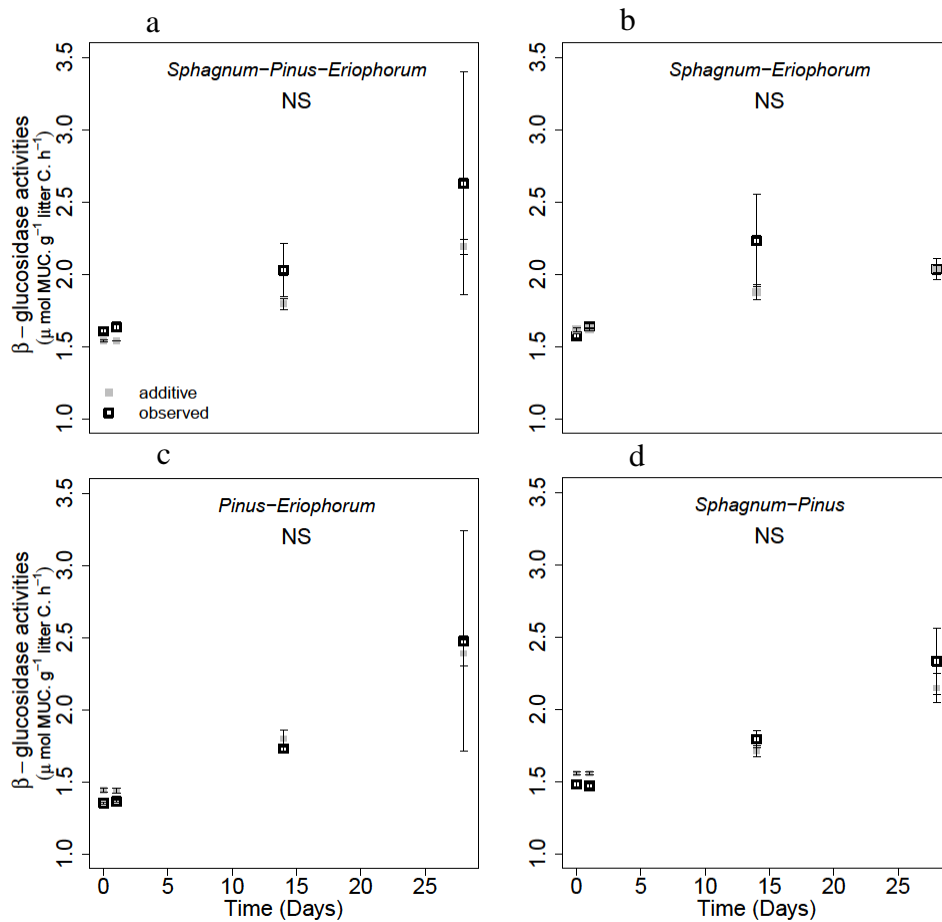 a
Sphagnum−Pinus−Eriophorum
NS
β − glucosidase activities
(μ mol MUC. g⁻¹ litter C. h⁻¹)
3.5
3.0
2.5
2.0
1.5
1.0
additive
observed
b
Sphagnum−Eriophorum
NS
3.5
3.0
2.5
2.0
1.5
1.0
c
Pinus−Eriophorum
NS
β − glucosidase activities
(μ mol MUC. g⁻¹ litter C. h⁻¹)
3.5
3.0
2.5
2.0
1.5
1.0
0 5 10 15 20 25
Time (Days)
d
Sphagnum−Pinus
NS
3.5
3.0
2.5
2.0
1.5
1.0
0 5 10 15 20 25
Time (Days)